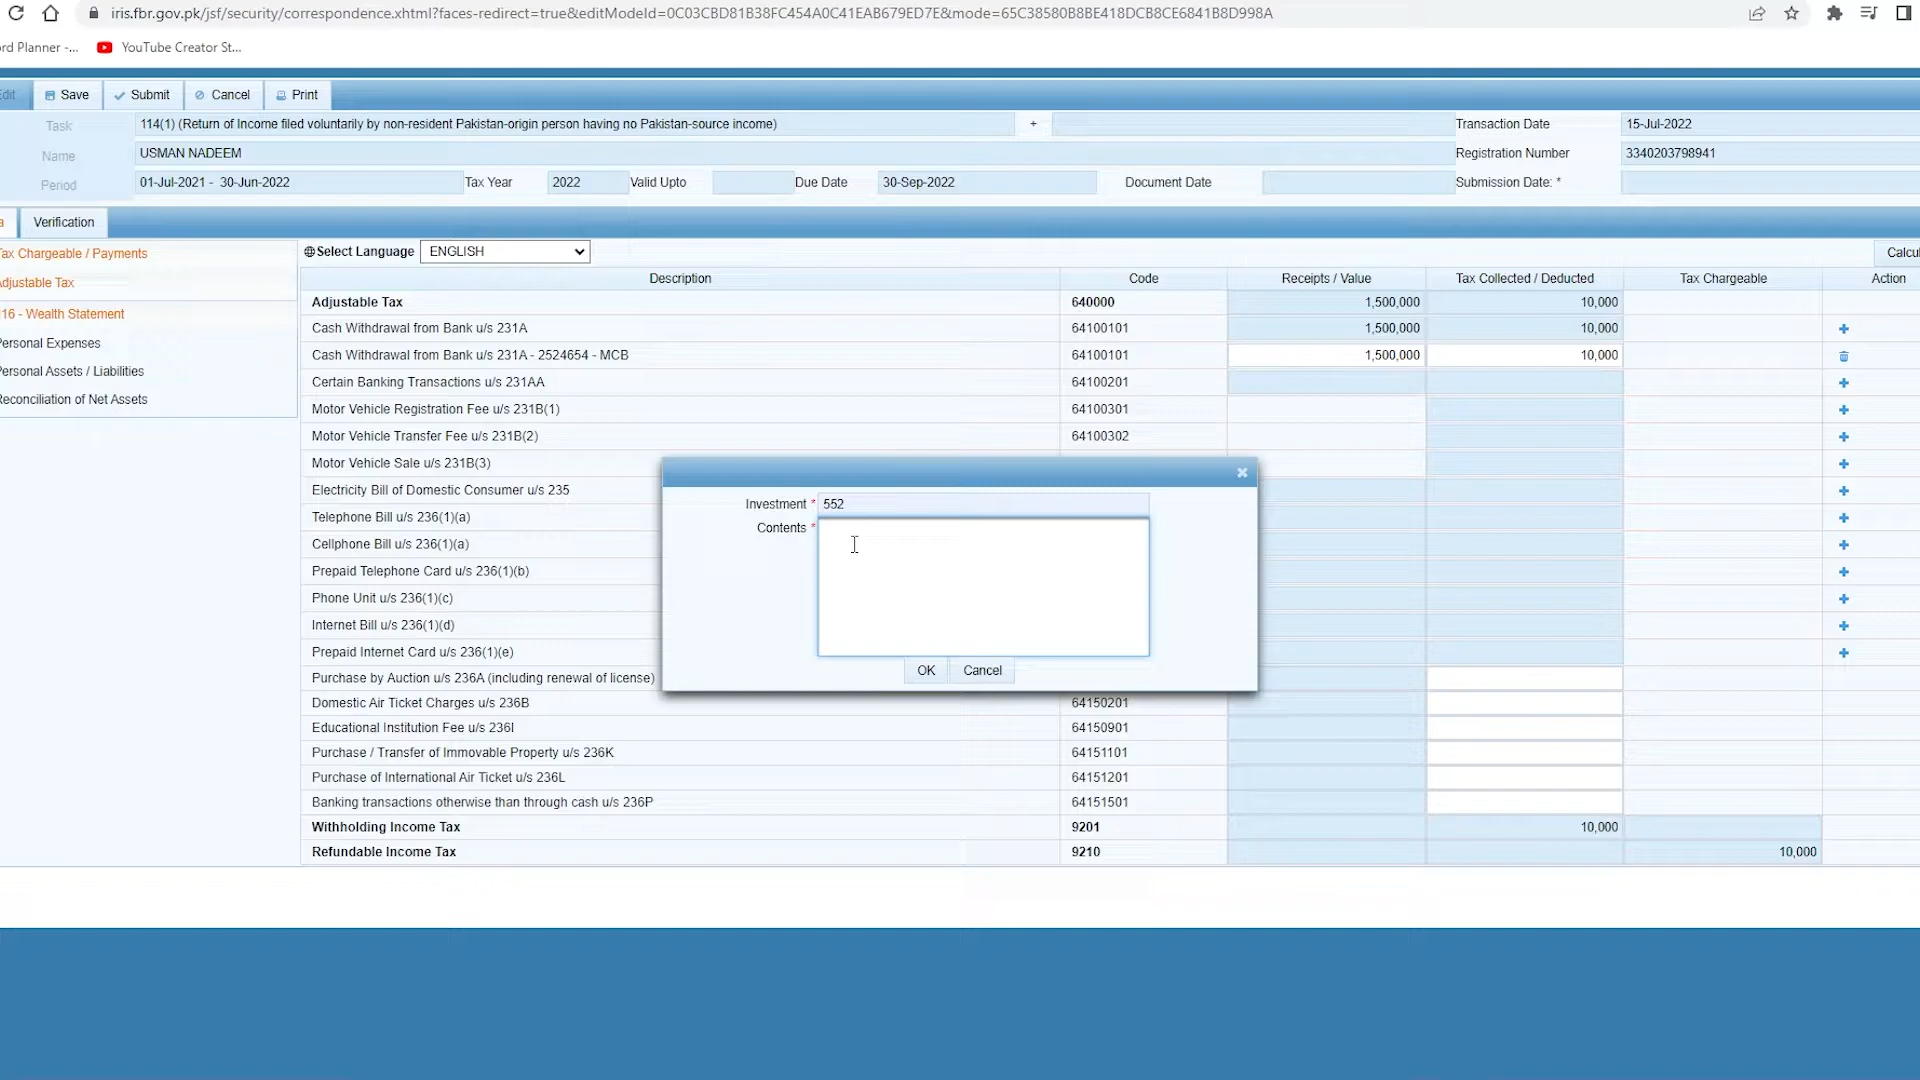 iris.fbr.gov.pk/jsf/security/correspondence.xhtml?faces-redirect=true&editModeId=0C03CBD81B38FC454A0C41EAB679ED7E&mode=65C38580B8BE418DCB8CE6841B8D998A
ord Planner -... YouTube Creator St...
Edit Save Submit Cancel Print
Task 114(1) (Return of Income filed voluntarily by non-resident Pakistan-origin person having no Pakistan-source income) + Transaction Date 15-Jul-2022
Name USMAN NADEEM Registration Number 3340203798941
Period 01-Jul-2021 - 30-Jun-2022 Tax Year 2022 Valid Upto Due Date 30-Sep-2022 Document Date Submission Date: *
a Verification
Tax Chargeable / Payments
Adjustable Tax
16 - Wealth Statement
Personal Expenses
Personal Assets / Liabilities
Reconciliation of Net Assets
Select Language ENGLISH Calcul
Description Code Receipts / Value Tax Collected / Deducted Tax Chargeable Action
Adjustable Tax 640000 1,500,000 10,000
Cash Withdrawal from Bank u/s 231A 64100101 1,500,000 10,000
Cash Withdrawal from Bank u/s 231A - 2524654 - MCB 64100101 1,500,000 10,000
Certain Banking Transactions u/s 231AA 64100201
Motor Vehicle Registration Fee u/s 231B(1) 64100301
Motor Vehicle Transfer Fee u/s 231B(2) 64100302
Motor Vehicle Sale u/s 231B(3)
Electricity Bill of Domestic Consumer u/s 235
Telephone Bill u/s 236(1)(a)
Cellphone Bill u/s 236(1)(a)
Prepaid Telephone Card u/s 236(1)(b)
Phone Unit u/s 236(1)(c)
Internet Bill u/s 236(1)(d)
Prepaid Internet Card u/s 236(1)(e)
Purchase by Auction u/s 236A (including renewal of license)
Domestic Air Ticket Charges u/s 236B 64150201
Educational Institution Fee u/s 236I 64150901
Purchase / Transfer of Immovable Property u/s 236K 64151101
Purchase of International Air Ticket u/s 236L 64151201
Banking transactions otherwise than through cash u/s 236P 64151501
Withholding Income Tax 9201 10,000
Refundable Income Tax 9210 10,000
Investment * 552
Contents *
OK Cancel